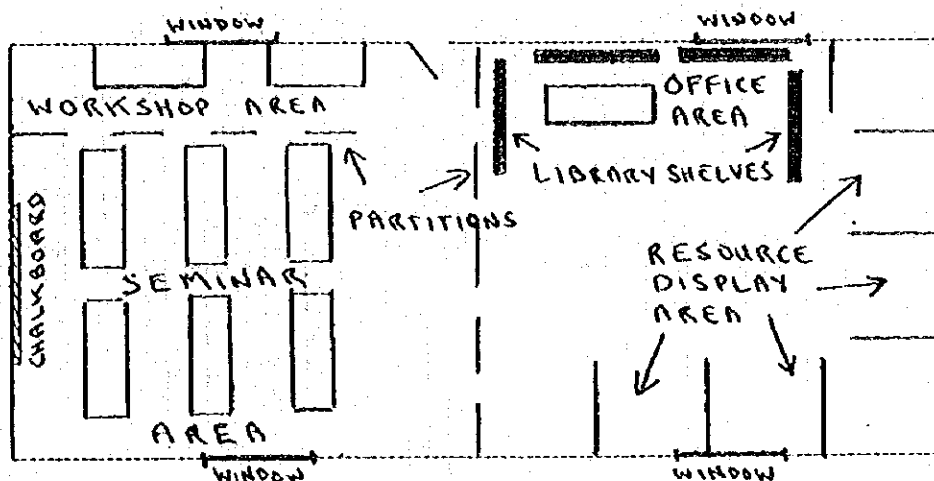 WINDOW
WINDOW
WORKSHOP AREA
OFFICE
AREA
LIBRARY SHELVES
PARTITIONS
CHALKBOARD
SEMINAR
AREA
RESOURCE
DISPLAY
AREA
WINDOW
WINDOW